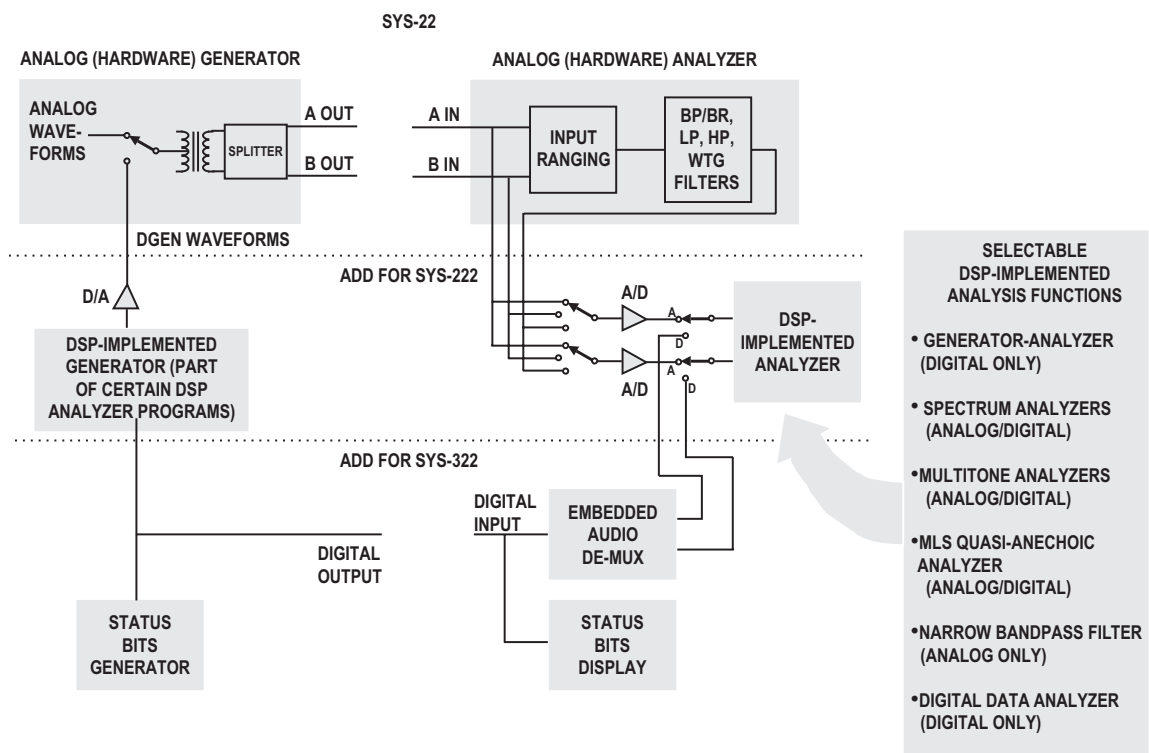 SYS-22
ANALOG (HARDWARE) GENERATOR
ANALOG (HARDWARE) ANALYZER
ANALOG
WAVE-
FORMS
SPLITTER
A OUT
B OUT
A IN
B IN
INPUT
RANGING
BP/BR,
LP, HP,
WTG
FILTERS
DGEN WAVEFORMS
ADD FOR SYS-222
D/A
DSP-IMPLEMENTED
GENERATOR (PART
OF CERTAIN DSP
ANALYZER PROGRAMS)
A/D
A
D
A/D
A
D
DSP-
IMPLEMENTED
ANALYZER
ADD FOR SYS-322
DIGITAL
OUTPUT
STATUS
BITS
GENERATOR
DIGITAL
INPUT
EMBEDDED
AUDIO
DE-MUX
STATUS
BITS
DISPLAY
SELECTABLE
DSP-IMPLEMENTED
ANALYSIS FUNCTIONS
• GENERATOR-ANALYZER
(DIGITAL ONLY)
• SPECTRUM ANALYZERS
(ANALOG/DIGITAL)
•MULTITONE ANALYZERS
(ANALOG/DIGITAL)
•MLS QUASI-ANECHOIC
ANALYZER
(ANALOG/DIGITAL)
•NARROW BANDPASS FILTER
(ANALOG ONLY)
•DIGITAL DATA ANALYZER
(DIGITAL ONLY)